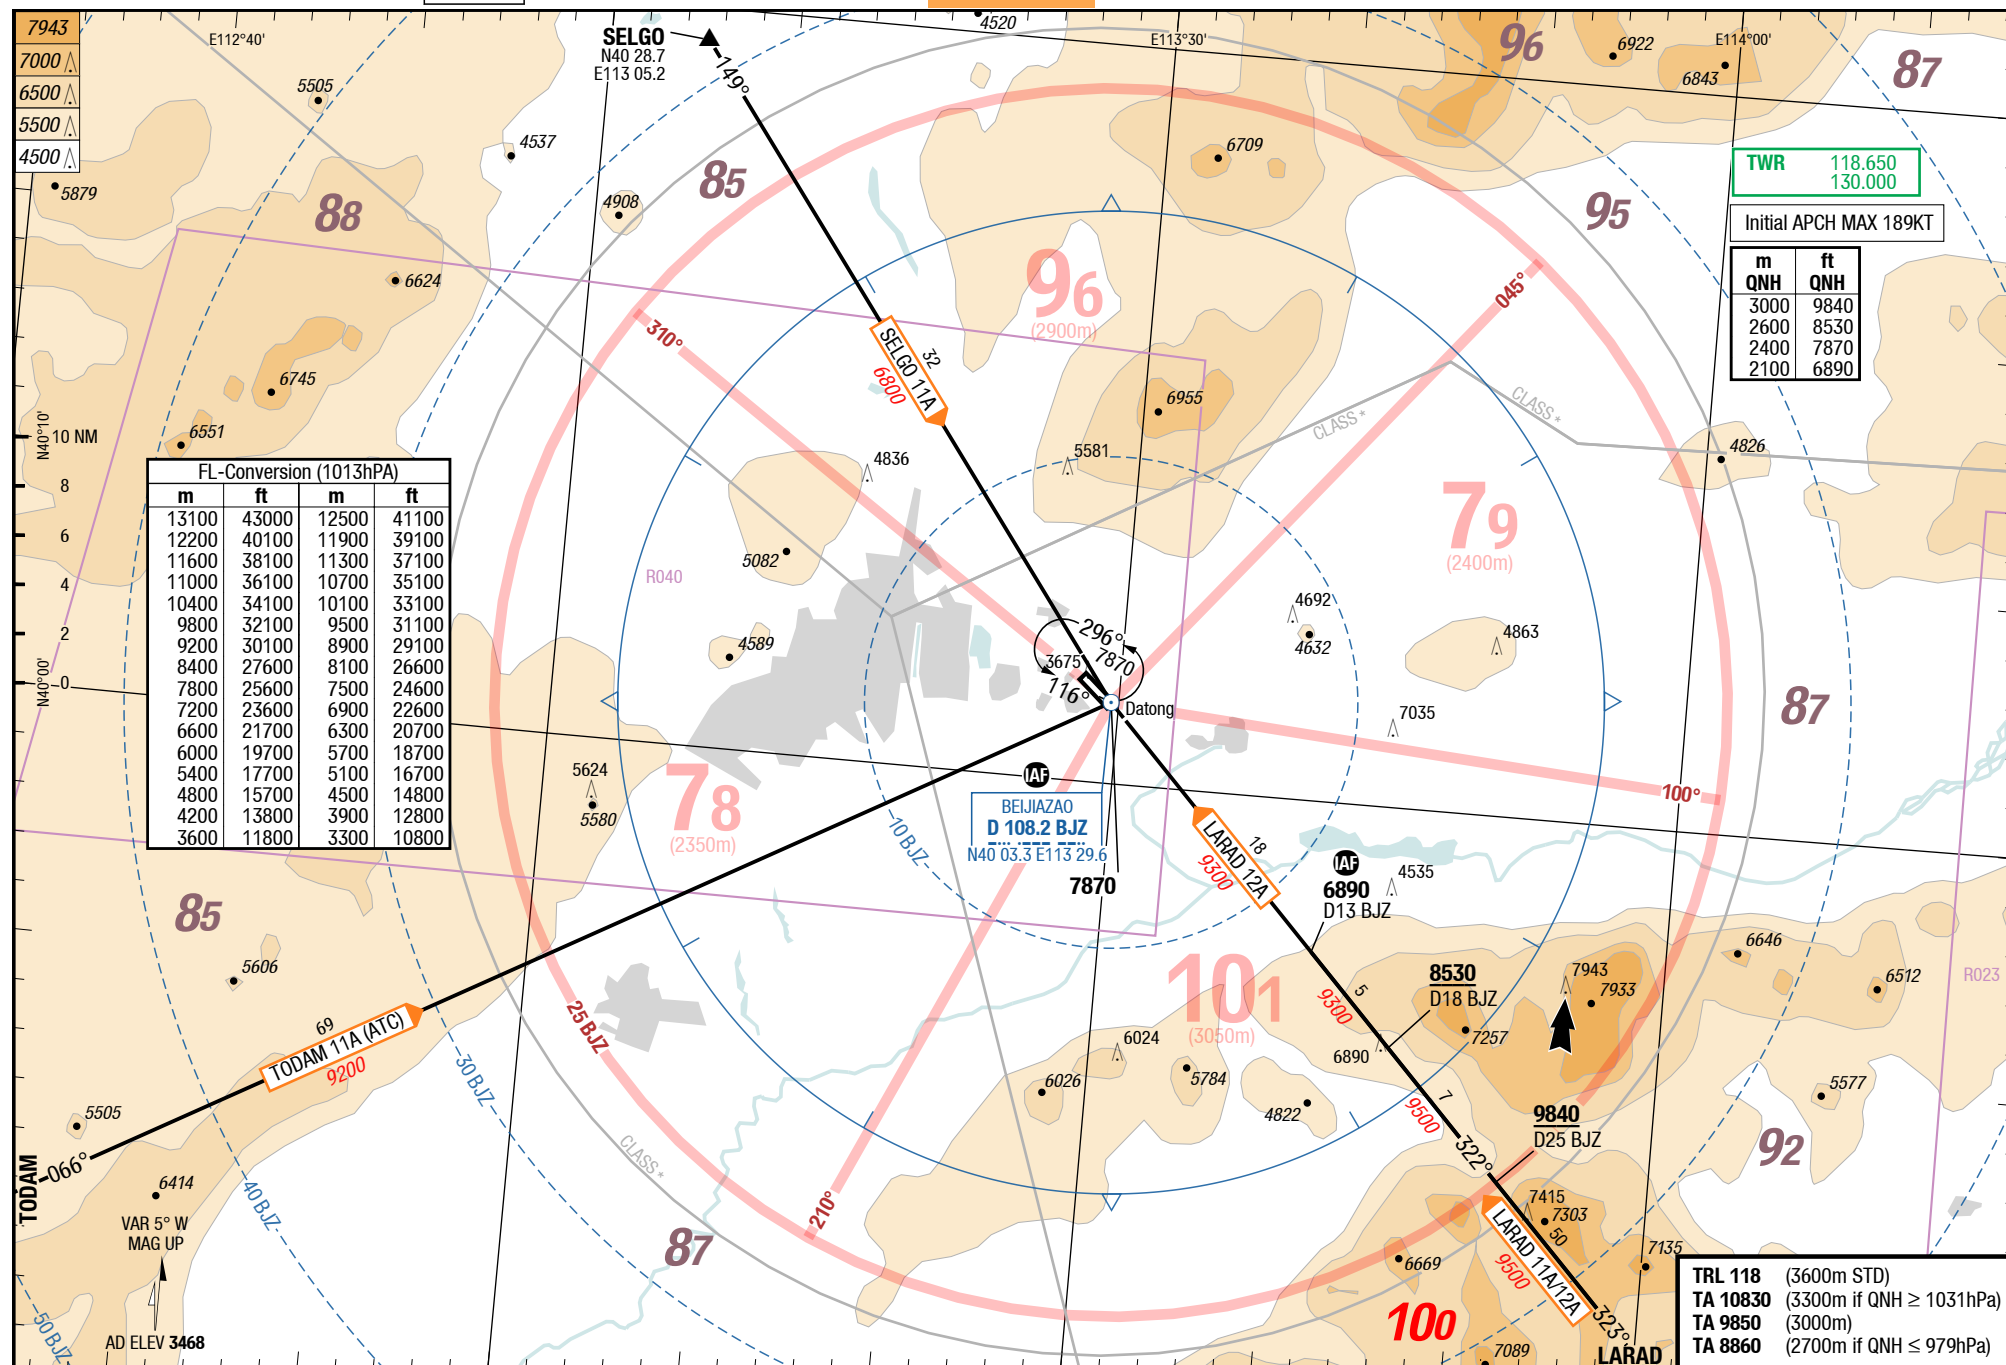 7943
7000
6500
5500
4500
E112°40'
SELGO
N40 28.7
E113 05.2
149°
4520
E113°30'
96
6922
6843
E114°00'
87
5505
4537
5879
88
4908
85
6709
95
TWR 118.650
130.000
Initial APCH MAX 189KT
m ft
QNH QNH
3000 9840
2600 8530
2400 7870
2100 6890
6624
96
(2900m)
045°
310°
SELGO 11A
32
6800
6745
6551
6955
CLASS*
CLASS*
4826
N40°10'
10 NM
8
6
4
2
0
N40°00'
FL-Conversion (1013hPA)
m ft m ft
13100 43000 12500 41100
12200 40100 11900 39100
11600 38100 11300 37100
11000 36100 10700 35100
10400 34100 10100 33100
9800 32100 9500 31100
9200 30100 8900 29100
8400 27600 8100 26600
7800 25600 7500 24600
7200 23600 6900 22600
6600 21700 6300 20700
6000 19700 5700 18700
5400 17700 5100 16700
4800 15700 4500 14800
4200 13800 3900 12800
3600 11800 3300 10800
4836
5581
5082
R040
79
(2400m)
4692
4632
4863
4589
296°
7870
3675
116°
Datong
7035
87
100°
5624
5580
78
(2350m)
IAF
BEIJIAZAO
D 108.2 BJZ
N40 03.3 E113 29.6
7870
10 BJZ
LARAD 12A
18
9300
IAF
6890
D13 BJZ
4535
85
5606
101
(3050m)
5
9300
8530
D18 BJZ
7257
7943
7933
6646
6512
R023
25 BJZ
69
TODAM 11A (ATC)
9200
30 BJZ
6024
6026
5784
6890
4822
7
9500
9840
D25 BJZ
5577
92
5505
066°
TODAM
6414
40 BJZ
CLASS*
210°
322°
VAR 5° W
MAG UP
87
7415
7303
50
LARAD 11A/12A
9500
7135
6669
100
323°
LARAD
7089
AD ELEV 3468
50 BJZ
TRL 118 (3600m STD)
TA 10830 (3300m if QNH ≥ 1031hPa)
TA 9850 (3000m)
TA 8860 (2700m if QNH ≤ 979hPa)